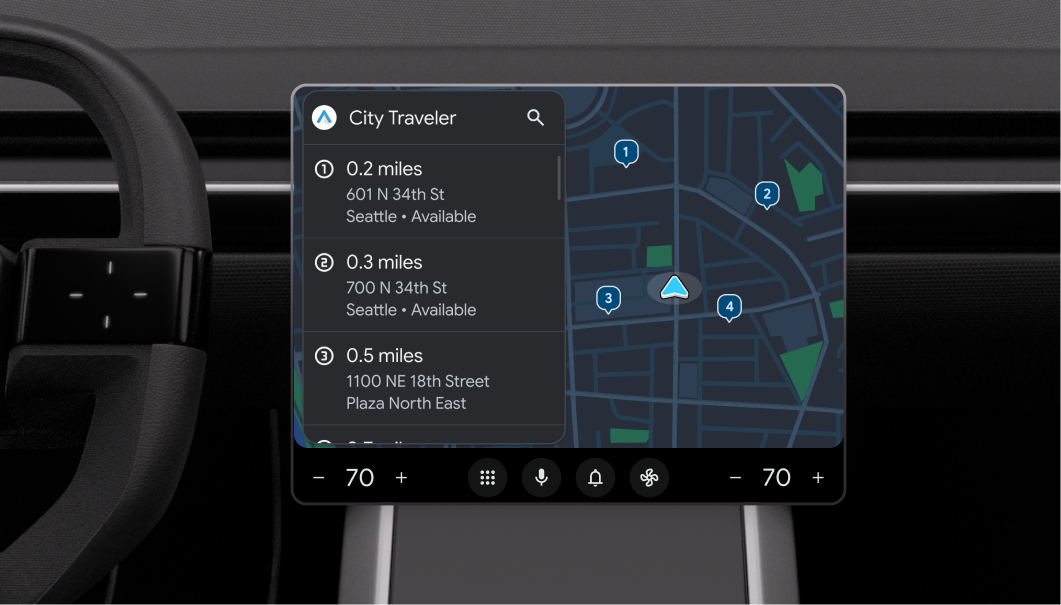 City Traveler
1 0.2 miles
601 N 34th St
Seattle • Available
2 0.3 miles
700 N 34th St
Seattle • Available
3 0.5 miles
1100 NE 18th Street
Plaza North East
1
2
3
4
70
70